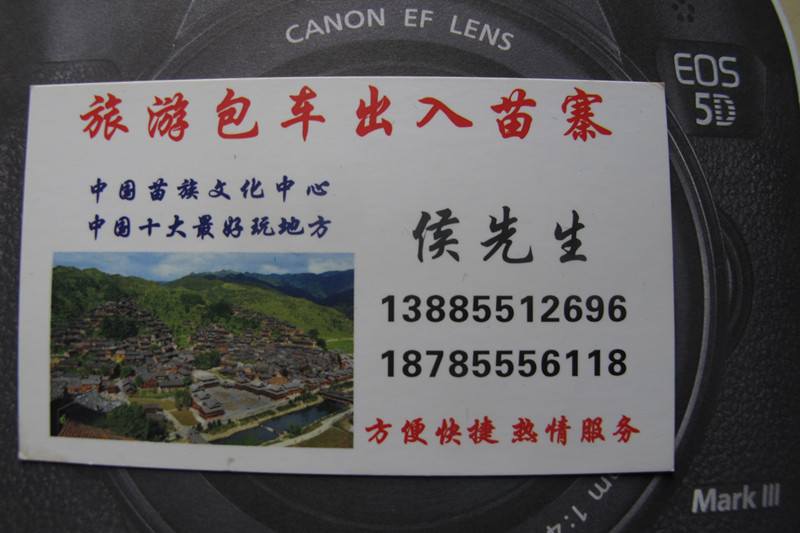 CANON EF LENS
EOS
5D
旅游包车出入苗寨
中国苗族文化中心
中国十大最好玩地方
侯先生
13885512696
18785556118
方便快捷 热情服务
Mark III